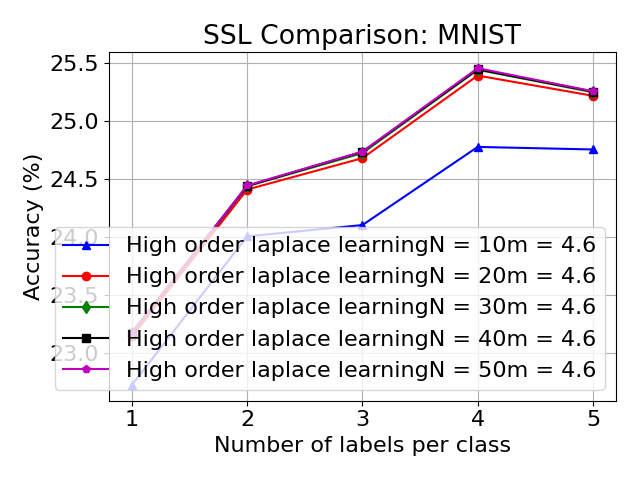 SSL Comparison: MNIST
Accuracy (%)
25.5
25.0
24.5
24.0
23.5
23.0
High order laplace learningN = 10m = 4.6
High order laplace learningN = 20m = 4.6
High order laplace learningN = 30m = 4.6
High order laplace learningN = 40m = 4.6
High order laplace learningN = 50m = 4.6
1 2 3 4 5
Number of labels per class